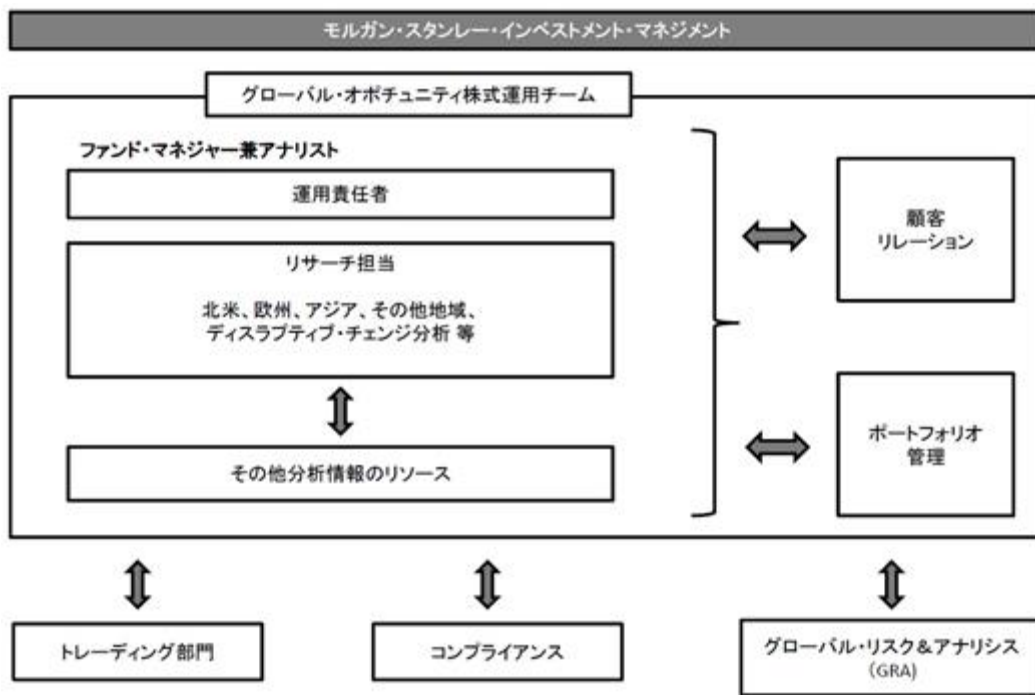 モルガン・スタンレー・インベストメント・マネジメント
グローバル・オポチュニティ株式運用チーム
ファンド・マネジャー兼アナリスト
運用責任者
リサーチ担当
北米、欧州、アジア、その他地域、
ディスラプティブ・チェンジ分析 等
その他分析情報のリソース
顧客
リレーション
ポートフォリオ
管理
トレーディング部門
コンプライアンス
グローバル・リスク＆アナリシス
（GRA)